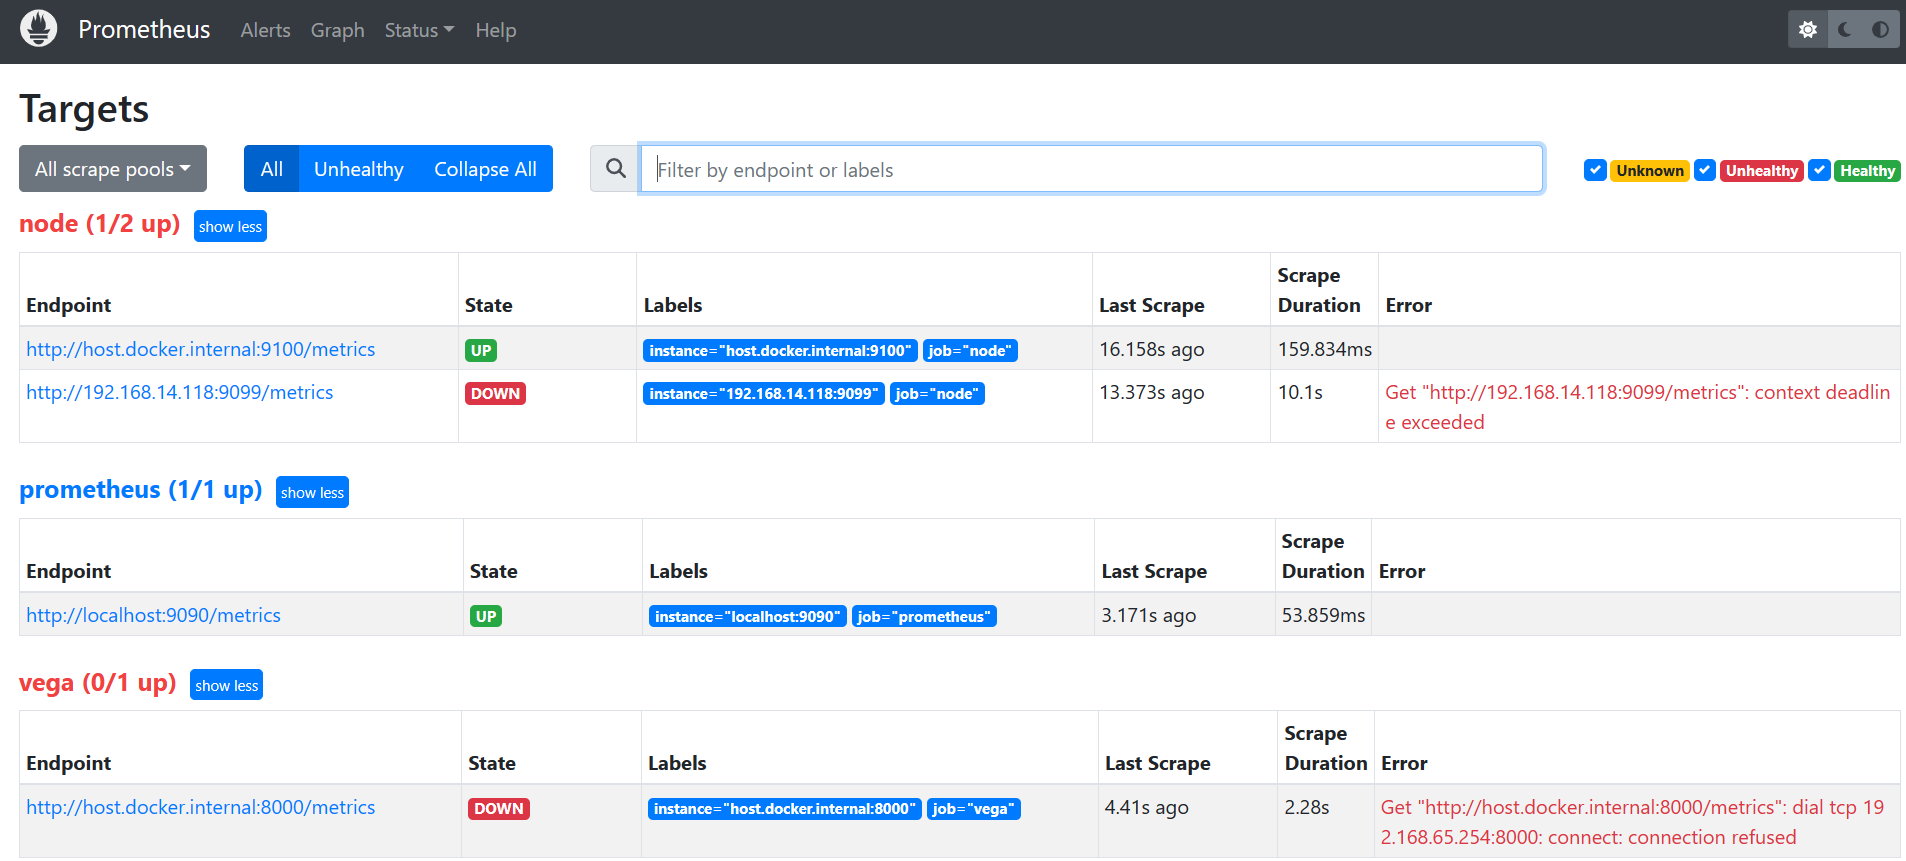 Prometheus Alerts Graph Status Help
Targets
All scrape pools All Unhealthy Collapse All Filter by endpoint or labels Unknown Unhealthy Healthy
node (1/2 up) show less
Endpoint State Labels Last Scrape Scrape Duration Error
http://host.docker.internal:9100/metrics UP instance="host.docker.internal:9100" job="node" 16.158s ago 159.834ms
http://192.168.14.118:9099/metrics DOWN instance="192.168.14.118:9099" job="node" 13.373s ago 10.1s Get "http://192.168.14.118:9099/metrics": context deadlin
e exceeded
prometheus (1/1 up) show less
Endpoint State Labels Last Scrape Scrape Duration Error
http://localhost:9090/metrics UP instance="localhost:9090" job="prometheus" 3.171s ago 53.859ms
vega (0/1 up) show less
Endpoint State Labels Last Scrape Scrape Duration Error
http://host.docker.internal:8000/metrics DOWN instance="host.docker.internal:8000" job="vega" 4.41s ago 2.28s Get "http://host.docker.internal:8000/metrics": dial tcp 19
2.168.65.254:8000: connect: connection refused